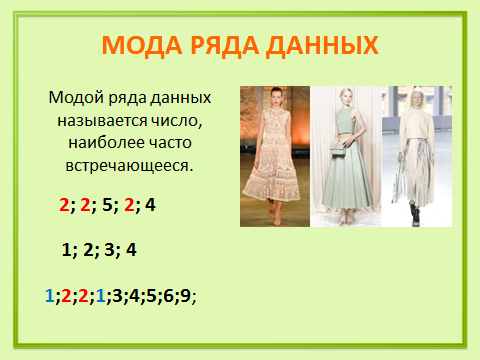 МОДА РЯДА ДАННЫХ
Модой ряда данных
называется число,
наиболее часто
встречающееся.
2; 2; 5; 2; 4
1; 2; 3; 4
1;2;2;1;3;4;5;6;9;